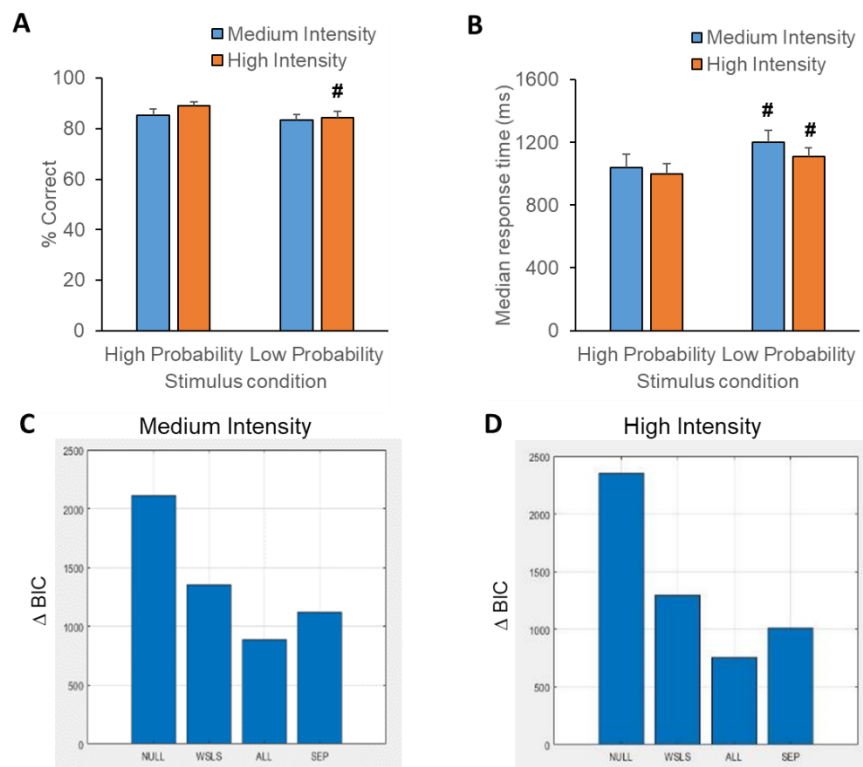 A
Medium Intensity
High Intensity
#
% Correct
100
80
60
40
20
0
High Probability Low Probability
Stimulus condition
B
Medium Intensity
High Intensity
# #
Median response time (ms)
1600
1200
800
400
0
High Probability Low Probability
Stimulus condition
C
Medium Intensity
Δ BIC
2500
2000
1500
1000
500
0
NULL WSLS ALL SEP
D
High Intensity
Δ BIC
2500
2000
1500
1000
500
0
NULL WSLS ALL SEP